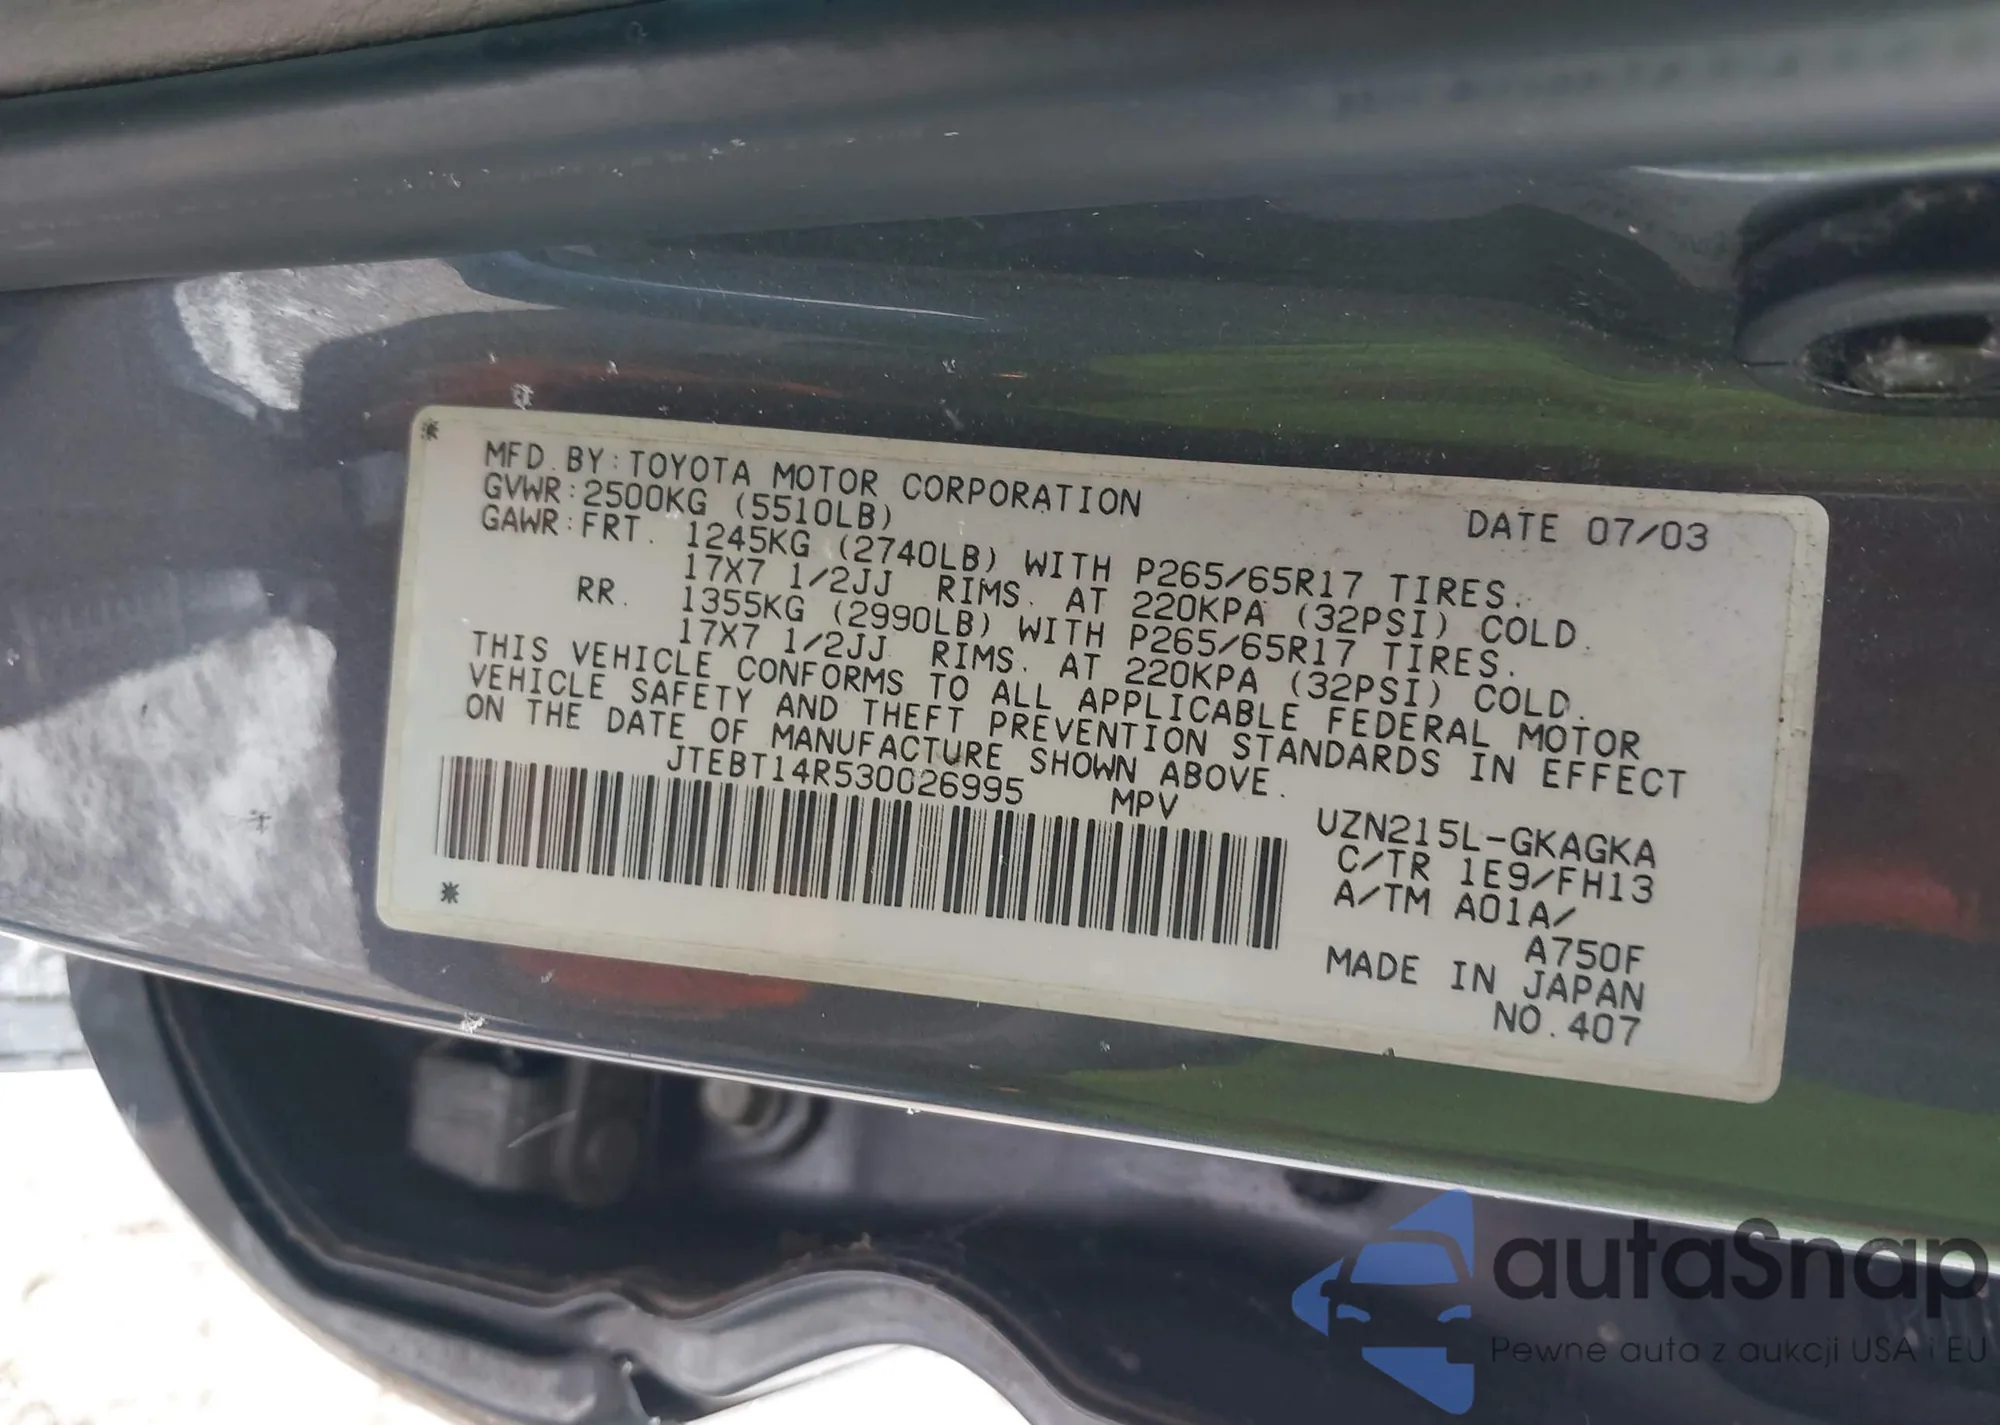 MFD. BY: TOYOTA MOTOR CORPORATION DATE 07/03
GVWR: 2500KG (5510LB)
GAWR: FRT. 1245KG (2740LB) WITH P265/65R17 TIRES.
17X7 1/2JJ RIMS. AT 220KPA (32PSI) COLD.
RR. 1355KG (2990LB) WITH P265/65R17 TIRES.
17X7 1/2JJ RIMS. AT 220KPA (32PSI) COLD.
THIS VEHICLE CONFORMS TO ALL APPLICABLE FEDERAL MOTOR
VEHICLE SAFETY AND THEFT PREVENTION STANDARDS IN EFFECT
ON THE DATE OF MANUFACTURE SHOWN ABOVE.
JTEBT14R530026995 MPV
UZN215L-GKAGKA
C/TR 1E9/FH13
A/TM A01A/
A750F
MADE IN JAPAN
NO.407
autaSnap
Pewne auta z aukcji USA i EU